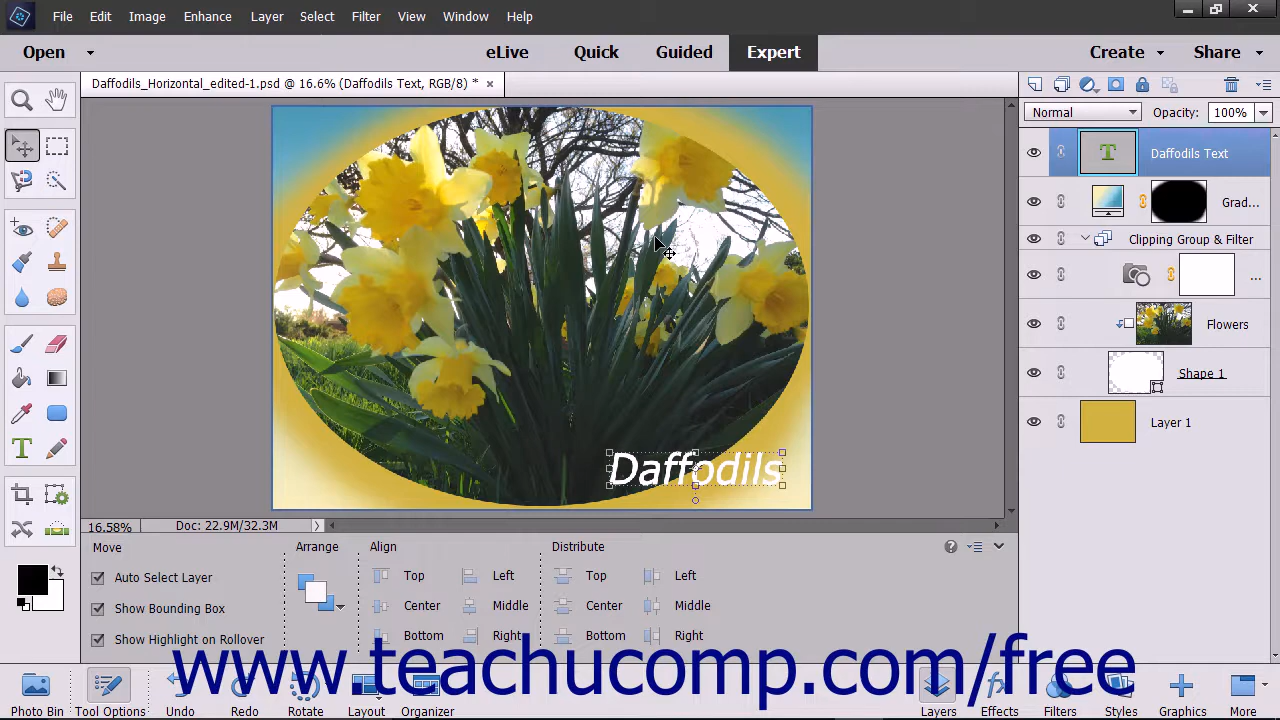 File Edit Image Enhance Layer Select Filter View Window Help
Open eLive Quick Guided Expert Create Share
Daffodils_Horizontal_edited-1.psd @ 16.6% (Daffodils Text, RGB/8) *
Normal Opacity: 100%
T Daffodils Text
Grad...
Clipping Group & Filter
...
Flowers
Shape 1
Layer 1
Daffodils
16.58% Doc: 22.9M/32.3M
Move Arrange Align Distribute
Auto Select Layer Top Left Top Left
Show Bounding Box Center Middle Center Middle
Show Highlight on Rollover Bottom Right Bottom Right
www.teachucomp.com/free
Photo Bin Tool Options Undo Redo Rotate Layout Organizer Layers Effects Filters Styles Graphics More